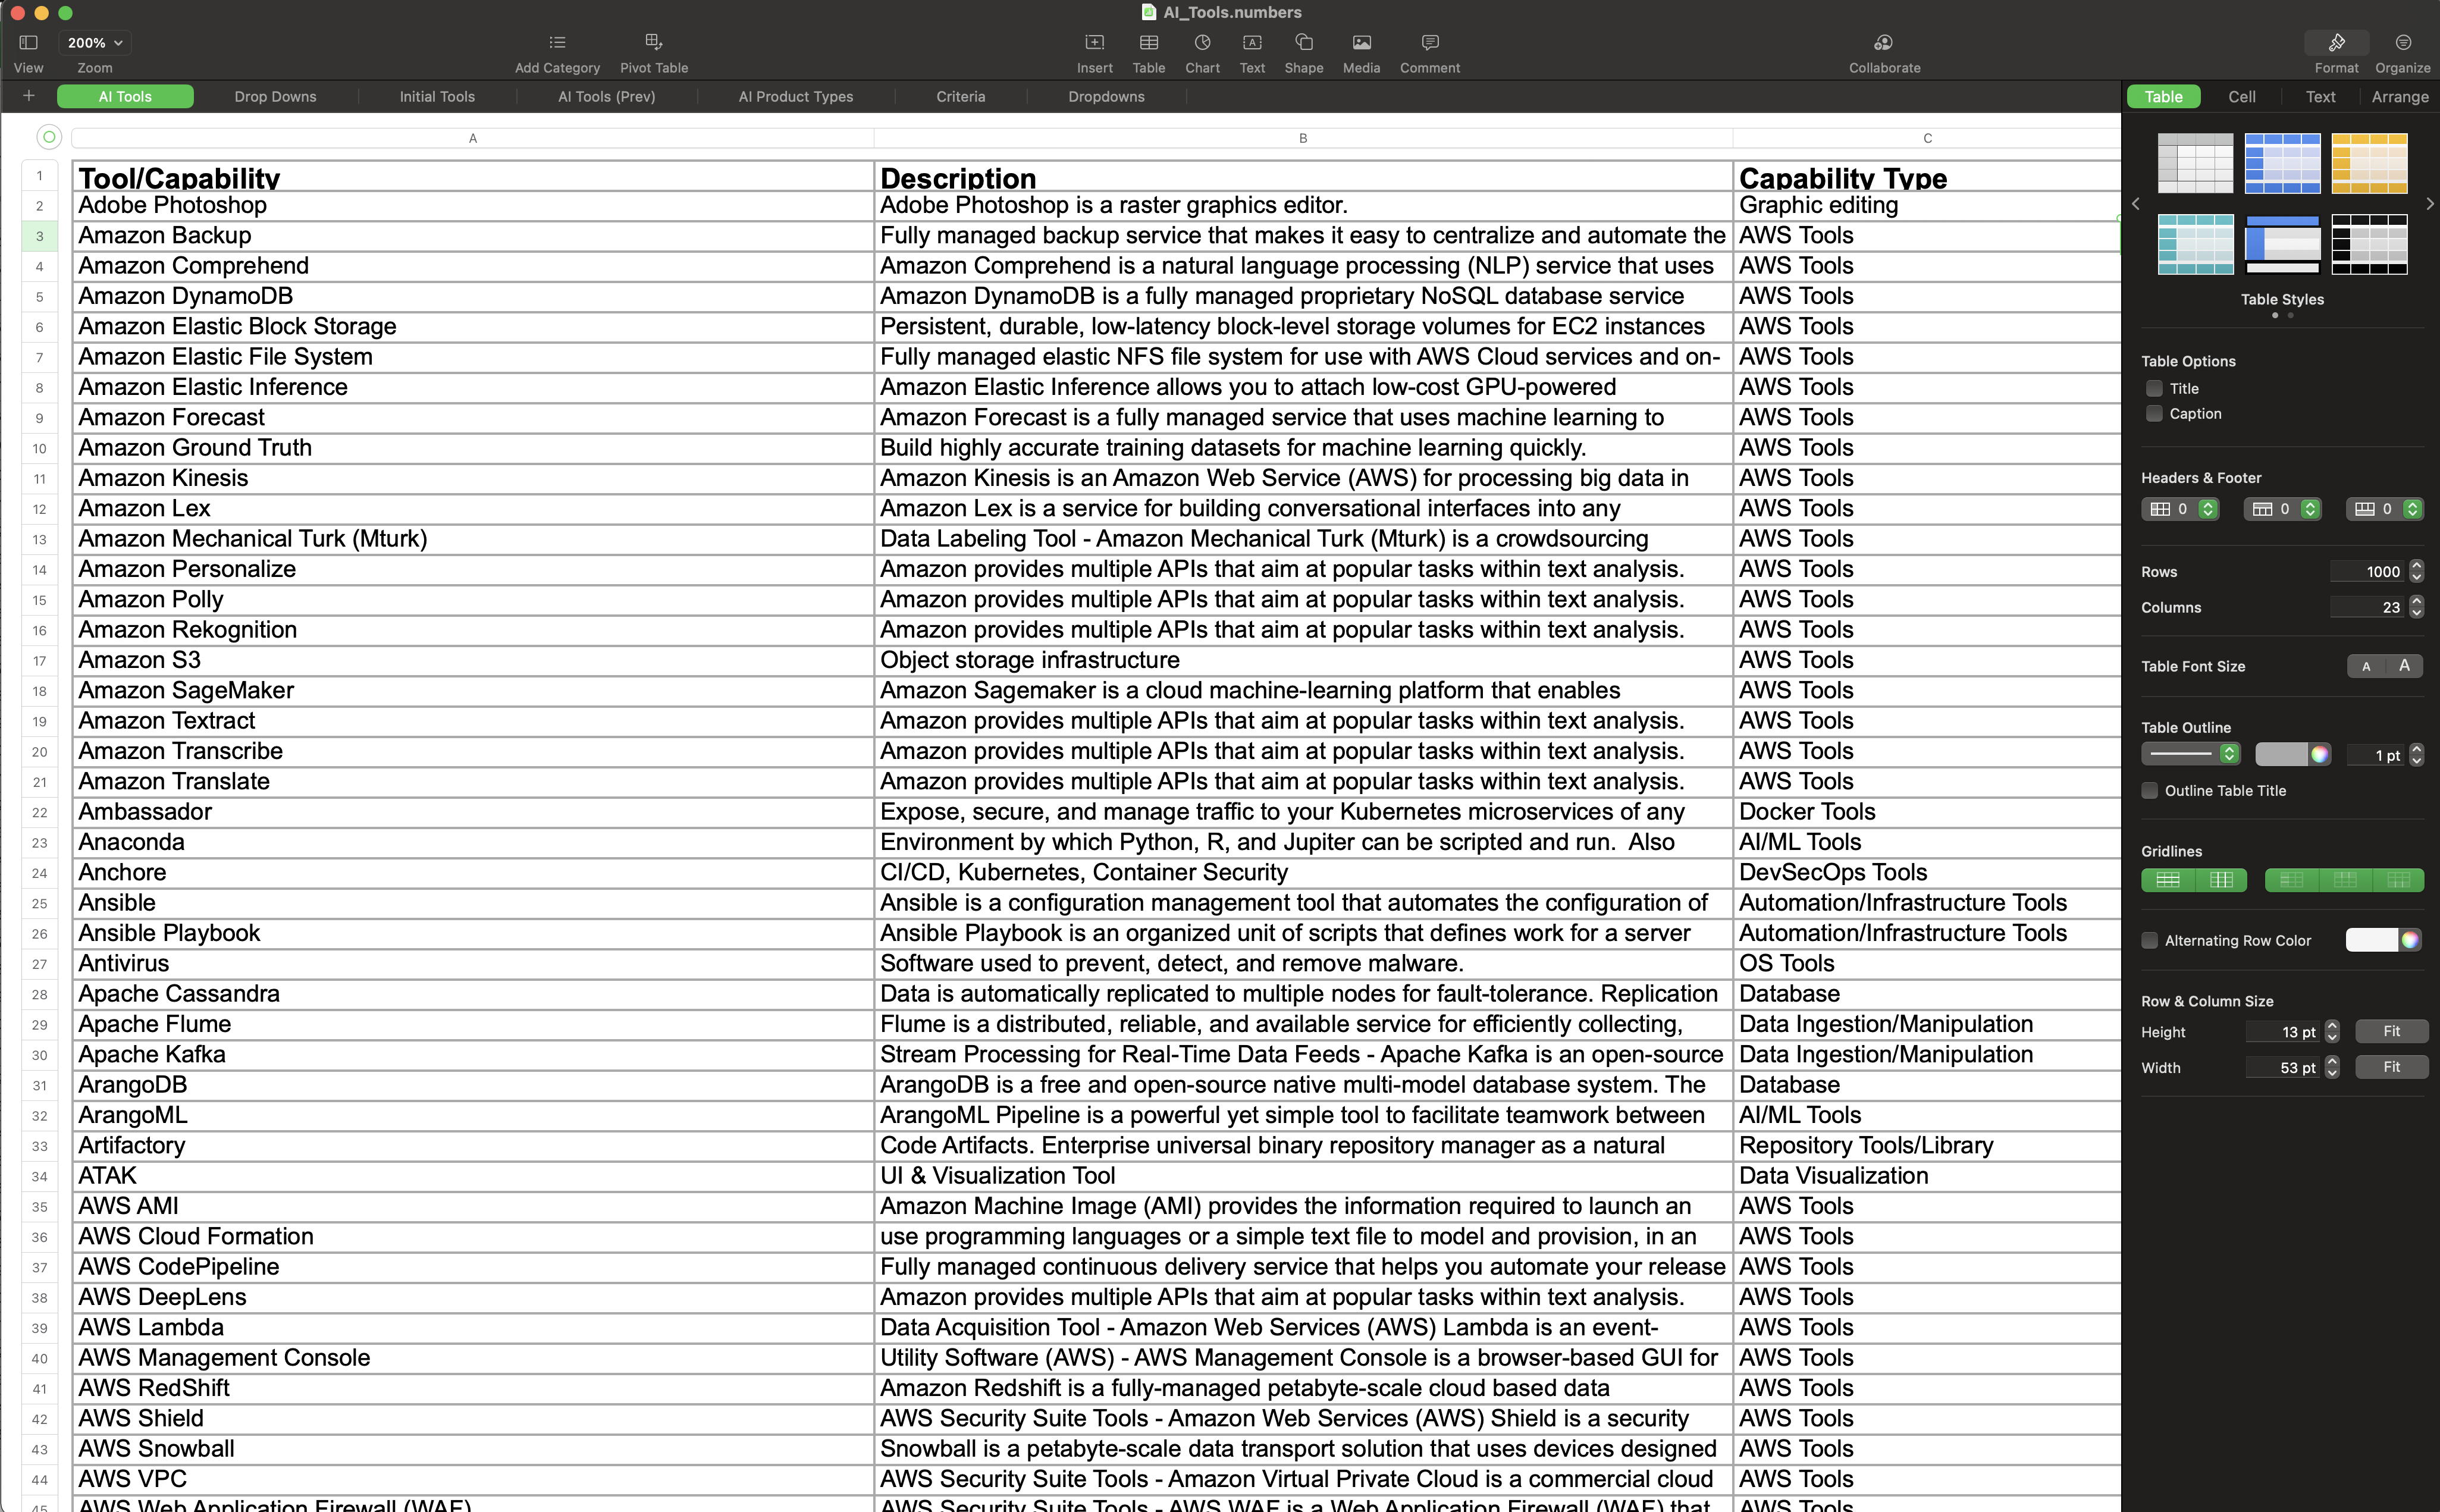 AI_Tools.numbers
200%
View Zoom Add Category Pivot Table Insert Table Chart Text Shape Media Comment Collaborate Format Organize
AI Tools Drop Downs Initial Tools AI Tools (Prev) AI Product Types Criteria Dropdowns
A B C
1 Tool/Capability Description Capability Type
2 Adobe Photoshop Adobe Photoshop is a raster graphics editor. Graphic editing
3 Amazon Backup Fully managed backup service that makes it easy to centralize and automate the AWS Tools
4 Amazon Comprehend Amazon Comprehend is a natural language processing (NLP) service that uses AWS Tools
5 Amazon DynamoDB Amazon DynamoDB is a fully managed proprietary NoSQL database service AWS Tools
6 Amazon Elastic Block Storage Persistent, durable, low-latency block-level storage volumes for EC2 instances AWS Tools
7 Amazon Elastic File System Fully managed elastic NFS file system for use with AWS Cloud services and on- AWS Tools
8 Amazon Elastic Inference Amazon Elastic Inference allows you to attach low-cost GPU-powered AWS Tools
9 Amazon Forecast Amazon Forecast is a fully managed service that uses machine learning to AWS Tools
10 Amazon Ground Truth Build highly accurate training datasets for machine learning quickly. AWS Tools
11 Amazon Kinesis Amazon Kinesis is an Amazon Web Service (AWS) for processing big data in AWS Tools
12 Amazon Lex Amazon Lex is a service for building conversational interfaces into any AWS Tools
13 Amazon Mechanical Turk (Mturk) Data Labeling Tool - Amazon Mechanical Turk (Mturk) is a crowdsourcing AWS Tools
14 Amazon Personalize Amazon provides multiple APIs that aim at popular tasks within text analysis. AWS Tools
15 Amazon Polly Amazon provides multiple APIs that aim at popular tasks within text analysis. AWS Tools
16 Amazon Rekognition Amazon provides multiple APIs that aim at popular tasks within text analysis. AWS Tools
17 Amazon S3 Object storage infrastructure AWS Tools
18 Amazon SageMaker Amazon Sagemaker is a cloud machine-learning platform that enables AWS Tools
19 Amazon Textract Amazon provides multiple APIs that aim at popular tasks within text analysis. AWS Tools
20 Amazon Transcribe Amazon provides multiple APIs that aim at popular tasks within text analysis. AWS Tools
21 Amazon Translate Amazon provides multiple APIs that aim at popular tasks within text analysis. AWS Tools
22 Ambassador Expose, secure, and manage traffic to your Kubernetes microservices of any Docker Tools
23 Anaconda Environment by which Python, R, and Jupiter can be scripted and run. Also AI/ML Tools
24 Anchore CI/CD, Kubernetes, Container Security DevSecOps Tools
25 Ansible Ansible is a configuration management tool that automates the configuration of Automation/Infrastructure Tools
26 Ansible Playbook Ansible Playbook is an organized unit of scripts that defines work for a server Automation/Infrastructure Tools
27 Antivirus Software used to prevent, detect, and remove malware. OS Tools
28 Apache Cassandra Data is automatically replicated to multiple nodes for fault-tolerance. Replication Database
29 Apache Flume Flume is a distributed, reliable, and available service for efficiently collecting, Data Ingestion/Manipulation
30 Apache Kafka Stream Processing for Real-Time Data Feeds - Apache Kafka is an open-source Data Ingestion/Manipulation
31 ArangoDB ArangoDB is a free and open-source native multi-model database system. The Database
32 ArangoML ArangoML Pipeline is a powerful yet simple tool to facilitate teamwork between AI/ML Tools
33 Artifactory Code Artifacts. Enterprise universal binary repository manager as a natural Repository Tools/Library
34 ATAK UI & Visualization Tool Data Visualization
35 AWS AMI Amazon Machine Image (AMI) provides the information required to launch an AWS Tools
36 AWS Cloud Formation use programming languages or a simple text file to model and provision, in an AWS Tools
37 AWS CodePipeline Fully managed continuous delivery service that helps you automate your release AWS Tools
38 AWS DeepLens Amazon provides multiple APIs that aim at popular tasks within text analysis. AWS Tools
39 AWS Lambda Data Acquisition Tool - Amazon Web Services (AWS) Lambda is an event- AWS Tools
40 AWS Management Console Utility Software (AWS) - AWS Management Console is a browser-based GUI for AWS Tools
41 AWS RedShift Amazon Redshift is a fully-managed petabyte-scale cloud based data AWS Tools
42 AWS Shield AWS Security Suite Tools - Amazon Web Services (AWS) Shield is a security AWS Tools
43 AWS Snowball Snowball is a petabyte-scale data transport solution that uses devices designed AWS Tools
44 AWS VPC AWS Security Suite Tools - Amazon Virtual Private Cloud is a commercial cloud AWS Tools
45 AWS Web Application Firewall (WAF) AWS Security Suite Tools - AWS WAF is a Web Application Firewall (WAF) that AWS Tools
Table Cell Text Arrange
Table Styles
Table Options
Title
Caption
Headers & Footer
0 0 0
Rows 1000
Columns 23
Table Font Size A A
Table Outline
1 pt
Outline Table Title
Gridlines
Alternating Row Color
Row & Column Size
Height 13 pt Fit
Width 53 pt Fit